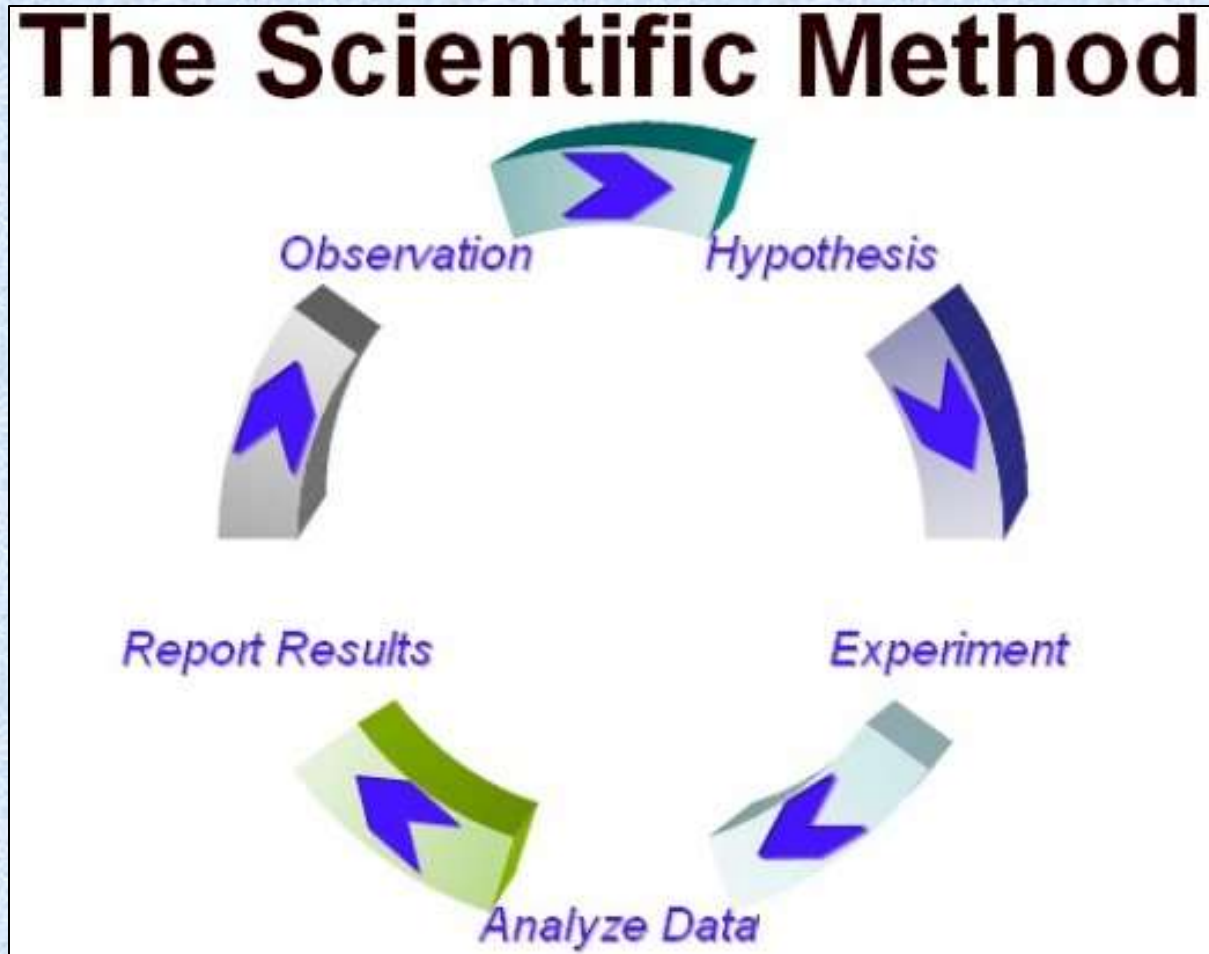 The Scientific Method
Observation
Hypothesis
Experiment
Analyze Data
Report Results